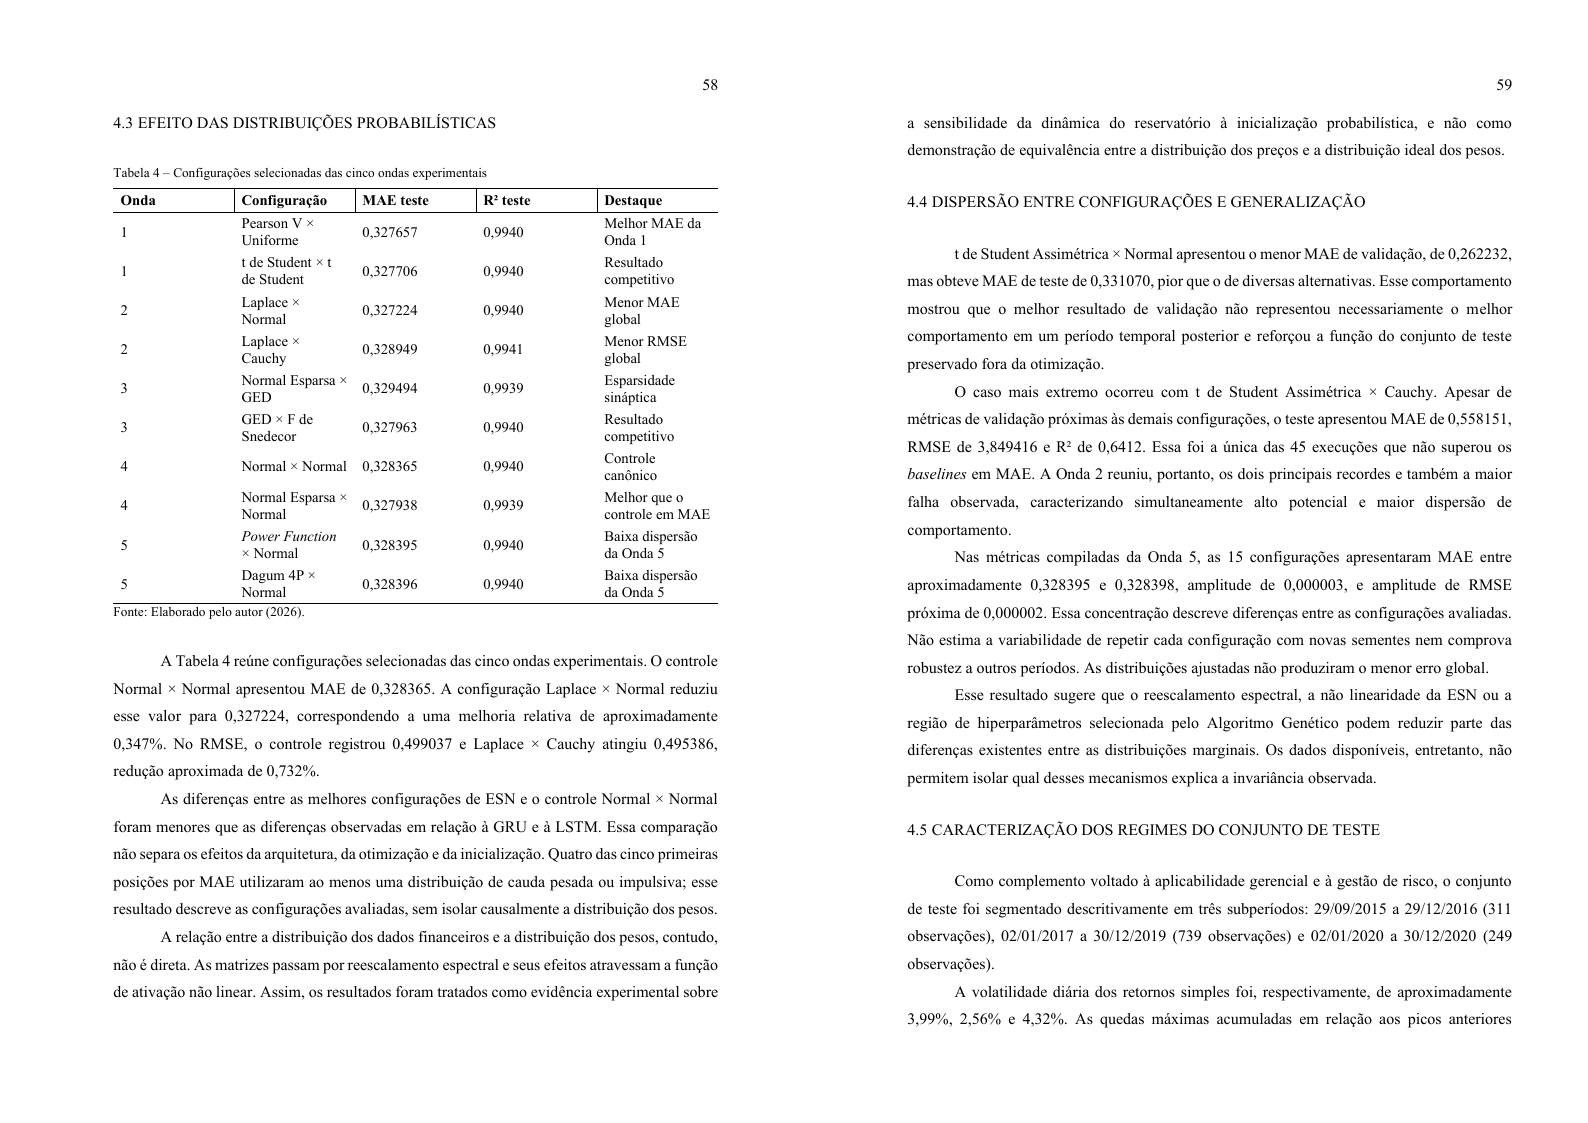 58
4.3 EFEITO DAS DISTRIBUIÇÕES PROBABILÍSTICAS
Tabela 4 – Configurações selecionadas das cinco ondas experimentais
Onda Configuração MAE teste R² teste Destaque
1 Pearson V × Uniforme 0,327657 0,9940 Melhor MAE da Onda 1
1 t de Student × t de Student 0,327706 0,9940 Resultado competitivo
2 Laplace × Normal 0,327224 0,9940 Menor MAE global
2 Laplace × Cauchy 0,328949 0,9941 Menor RMSE global
3 Normal Esparsa × GED 0,329494 0,9939 Esparsidade sináptica
3 GED × F de Snedecor 0,327963 0,9940 Resultado competitivo
4 Normal × Normal 0,328365 0,9940 Controle canônico
4 Normal Esparsa × Normal 0,327938 0,9939 Melhor que o controle em MAE
5 Power Function × Normal 0,328395 0,9940 Baixa dispersão da Onda 5
5 Dagum 4P × Normal 0,328396 0,9940 Baixa dispersão da Onda 5
Fonte: Elaborado pelo autor (2026).
A Tabela 4 reúne configurações selecionadas das cinco ondas experimentais. O controle
Normal × Normal apresentou MAE de 0,328365. A configuração Laplace × Normal reduziu
esse valor para 0,327224, correspondendo a uma melhoria relativa de aproximadamente
0,347%. No RMSE, o controle registrou 0,499037 e Laplace × Cauchy atingiu 0,495386,
redução aproximada de 0,732%.
As diferenças entre as melhores configurações de ESN e o controle Normal × Normal
foram menores que as diferenças observadas em relação à GRU e à LSTM. Essa comparação
não separa os efeitos da arquitetura, da otimização e da inicialização. Quatro das cinco primeiras
posições por MAE utilizaram ao menos uma distribuição de cauda pesada ou impulsiva; esse
resultado descreve as configurações avaliadas, sem isolar causalmente a distribuição dos pesos.
A relação entre a distribuição dos dados financeiros e a distribuição dos pesos, contudo,
não é direta. As matrizes passam por reescalamento espectral e seus efeitos atravessam a função
de ativação não linear. Assim, os resultados foram tratados como evidência experimental sobre
59
a sensibilidade da dinâmica do reservatório à inicialização probabilística, e não como
demonstração de equivalência entre a distribuição dos preços e a distribuição ideal dos pesos.
4.4 DISPERSÃO ENTRE CONFIGURAÇÕES E GENERALIZAÇÃO
t de Student Assimétrica × Normal apresentou o menor MAE de validação, de 0,262232,
mas obteve MAE de teste de 0,331070, pior que o de diversas alternativas. Esse comportamento
mostrou que o melhor resultado de validação não representou necessariamente o melhor
comportamento em um período temporal posterior e reforçou a função do conjunto de teste
preservado fora da otimização.
O caso mais extremo ocorreu com t de Student Assimétrica × Cauchy. Apesar de
métricas de validação próximas às demais configurações, o teste apresentou MAE de 0,558151,
RMSE de 3,849416 e R² de 0,6412. Essa foi a única das 45 execuções que não superou os
baselines em MAE. A Onda 2 reuniu, portanto, os dois principais recordes e também a maior
falha observada, caracterizando simultaneamente alto potencial e maior dispersão de
comportamento.
Nas métricas compiladas da Onda 5, as 15 configurações apresentaram MAE entre
aproximadamente 0,328395 e 0,328398, amplitude de 0,000003, e amplitude de RMSE
próxima de 0,000002. Essa concentração descreve diferenças entre as configurações avaliadas.
Não estima a variabilidade de repetir cada configuração com novas sementes nem comprova
robustez a outros períodos. As distribuições ajustadas não produziram o menor erro global.
Esse resultado sugere que o reescalamento espectral, a não linearidade da ESN ou a
região de hiperparâmetros selecionada pelo Algoritmo Genético podem reduzir parte das
diferenças existentes entre as distribuições marginais. Os dados disponíveis, entretanto, não
permitem isolar qual desses mecanismos explica a invariância observada.
4.5 CARACTERIZAÇÃO DOS REGIMES DO CONJUNTO DE TESTE
Como complemento voltado à aplicabilidade gerencial e à gestão de risco, o conjunto
de teste foi segmentado descritivamente em três subperíodos: 29/09/2015 a 29/12/2016 (311
observações), 02/01/2017 a 30/12/2019 (739 observações) e 02/01/2020 a 30/12/2020 (249
observações).
A volatilidade diária dos retornos simples foi, respectivamente, de aproximadamente
3,99%, 2,56% e 4,32%. As quedas máximas acumuladas em relação aos picos anteriores